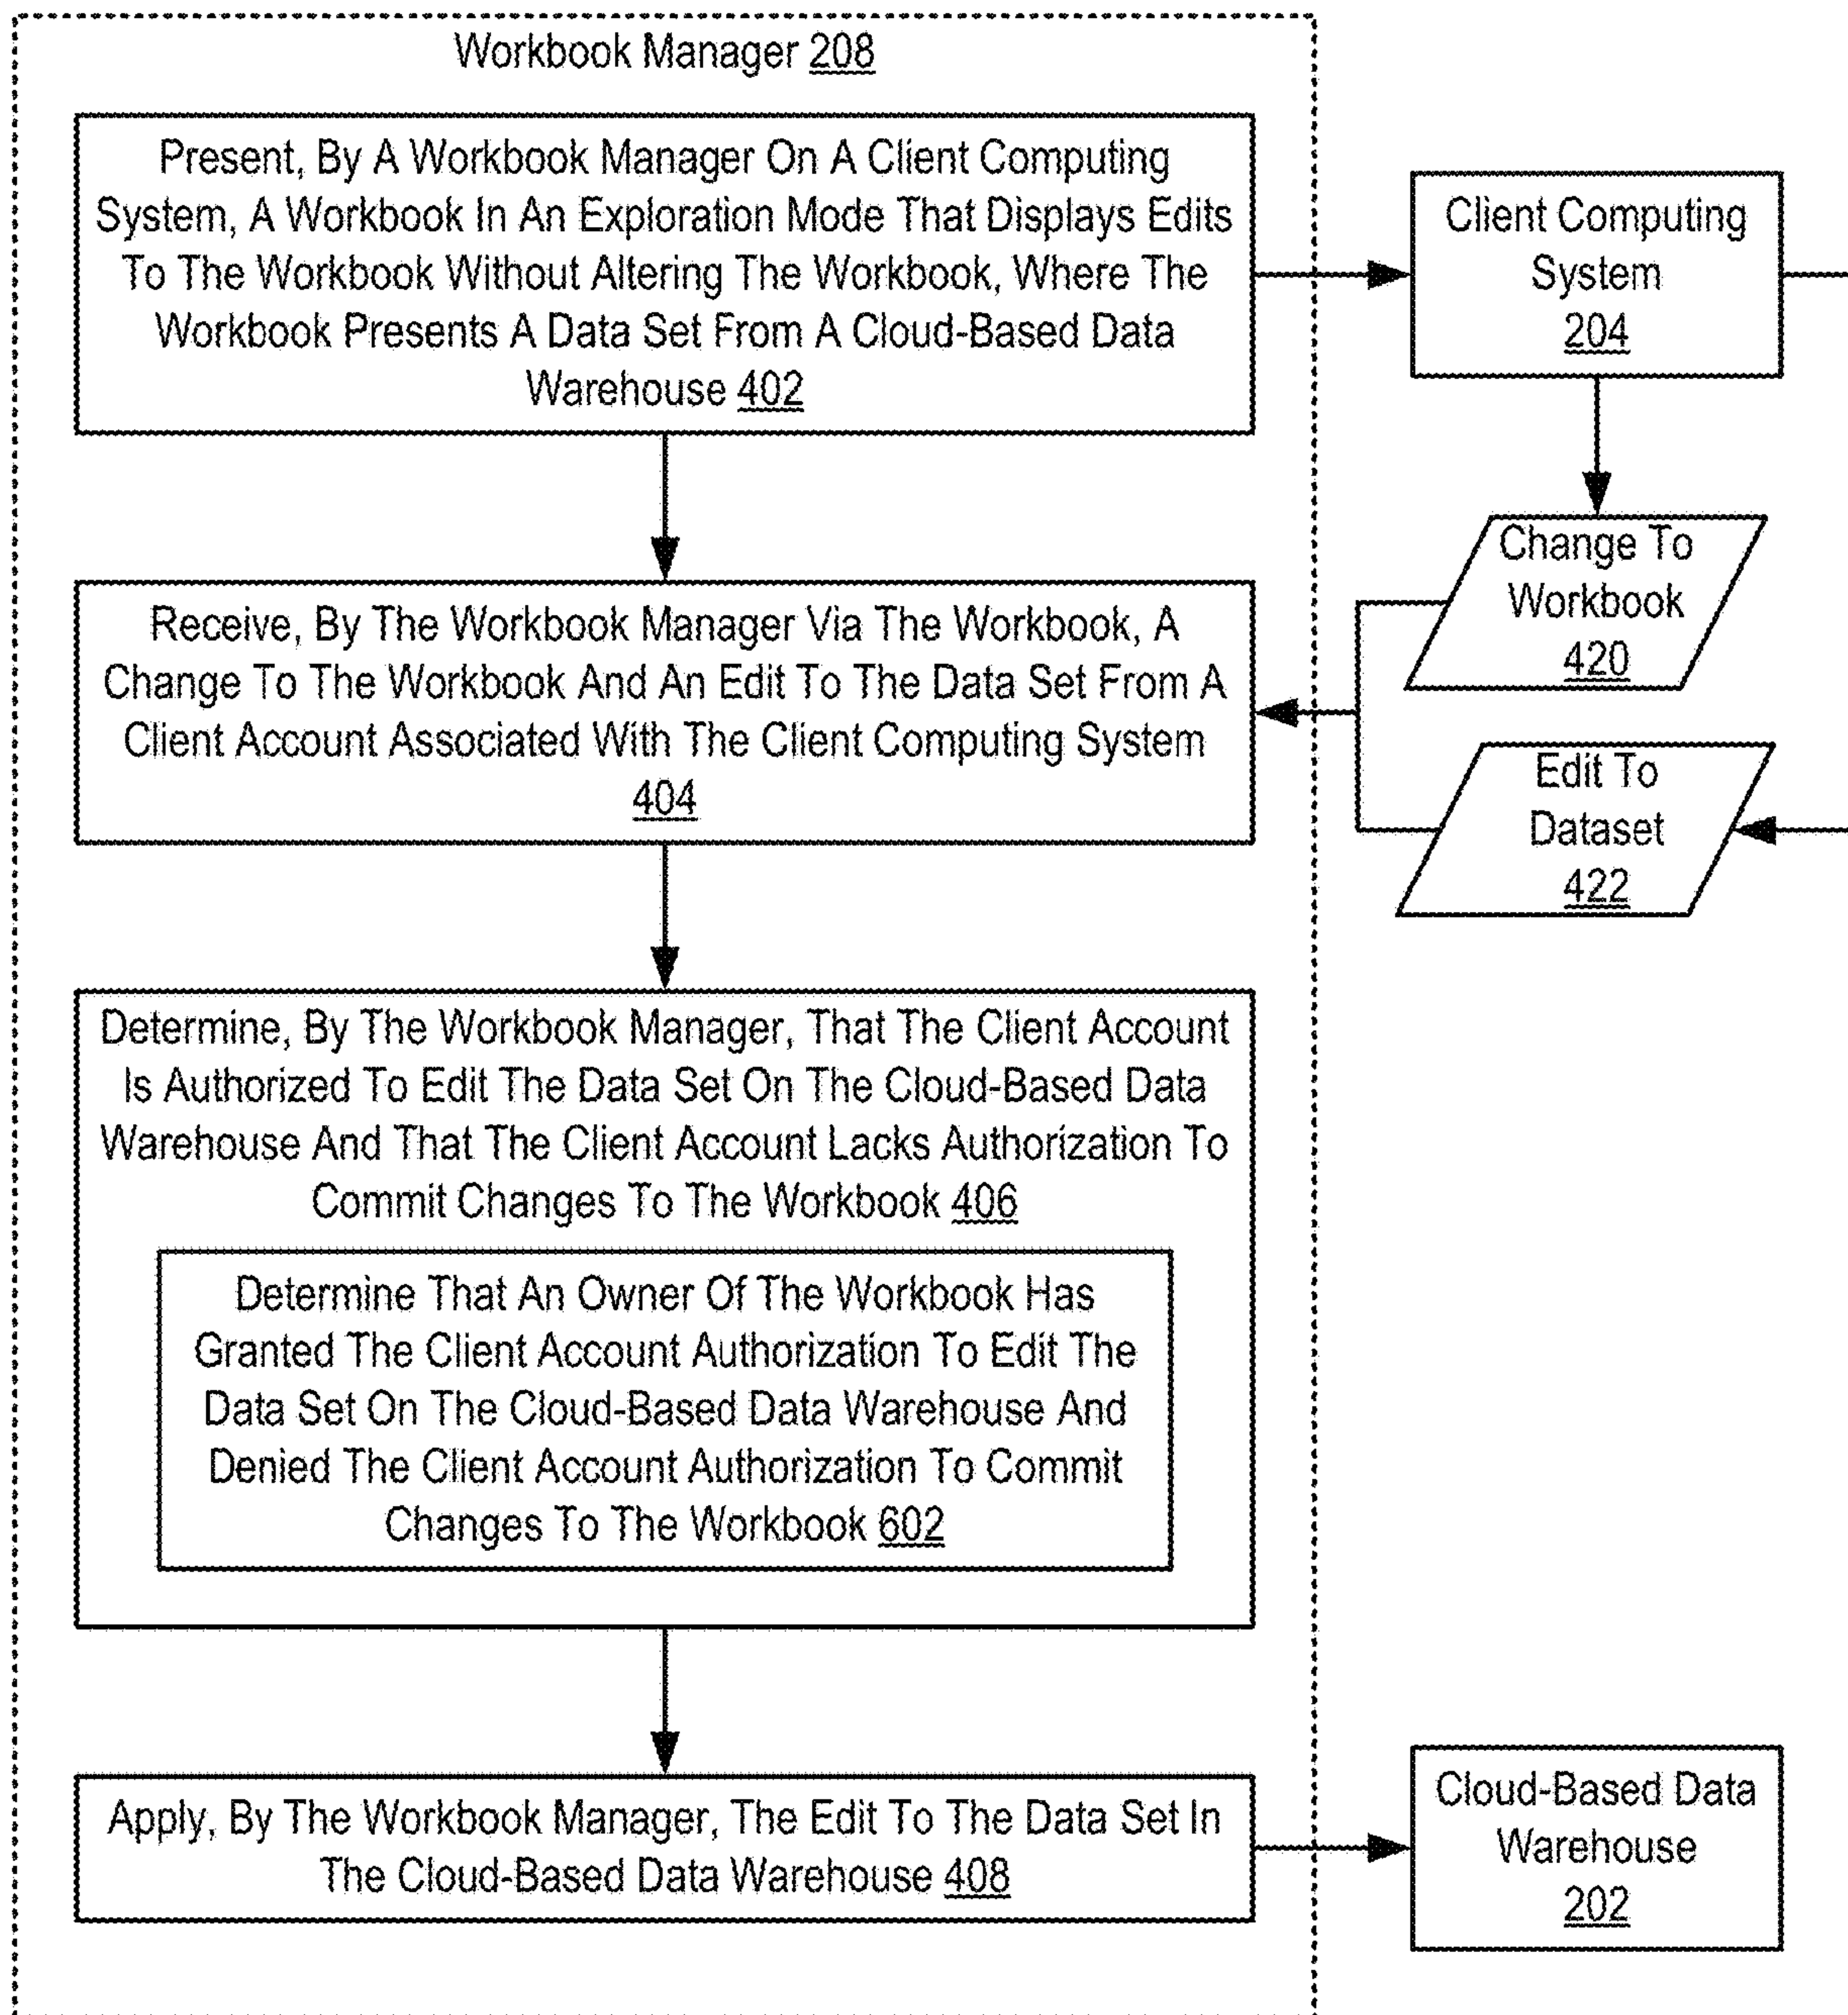 Workbook Manager 208
Present, By A Workbook Manager On A Client Computing
System, A Workbook In An Exploration Mode That Displays Edits
To The Workbook Without Altering The Workbook, Where The
Workbook Presents A Data Set From A Cloud-Based Data
Warehouse 402
Client Computing
System
204
Change To
Workbook
420
Receive, By The Workbook Manager Via The Workbook, A
Change To The Workbook And An Edit To The Data Set From A
Client Account Associated With The Client Computing System
404
Edit To
Dataset
422
Determine, By The Workbook Manager, That The Client Account
Is Authorized To Edit The Data Set On The Cloud-Based Data
Warehouse And That The Client Account Lacks Authorization To
Commit Changes To The Workbook 406
Determine That An Owner Of The Workbook Has
Granted The Client Account Authorization To Edit The
Data Set On The Cloud-Based Data Warehouse And
Denied The Client Account Authorization To Commit
Changes To The Workbook 602
Apply, By The Workbook Manager, The Edit To The Data Set In
The Cloud-Based Data Warehouse 408
Cloud-Based Data
Warehouse
202